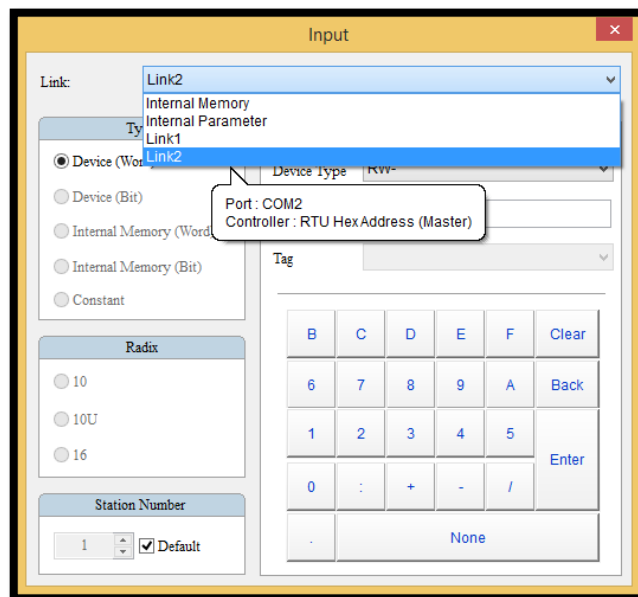 Input
Link:
Link2
Internal Memory
Internal Parameter
Link1
Link2
Device (Wor
Device Type
RW-
Port : COM2
Controller : RTU Hex Address (Master)
Device (Bit)
Internal Memory (Word
Internal Memory (Bit)
Tag
Constant
Radix
10
10U
16
Station Number
1
Default
B C D E F Clear
6 7 8 9 A Back
1 2 3 4 5
Enter
0 : + - /
. None